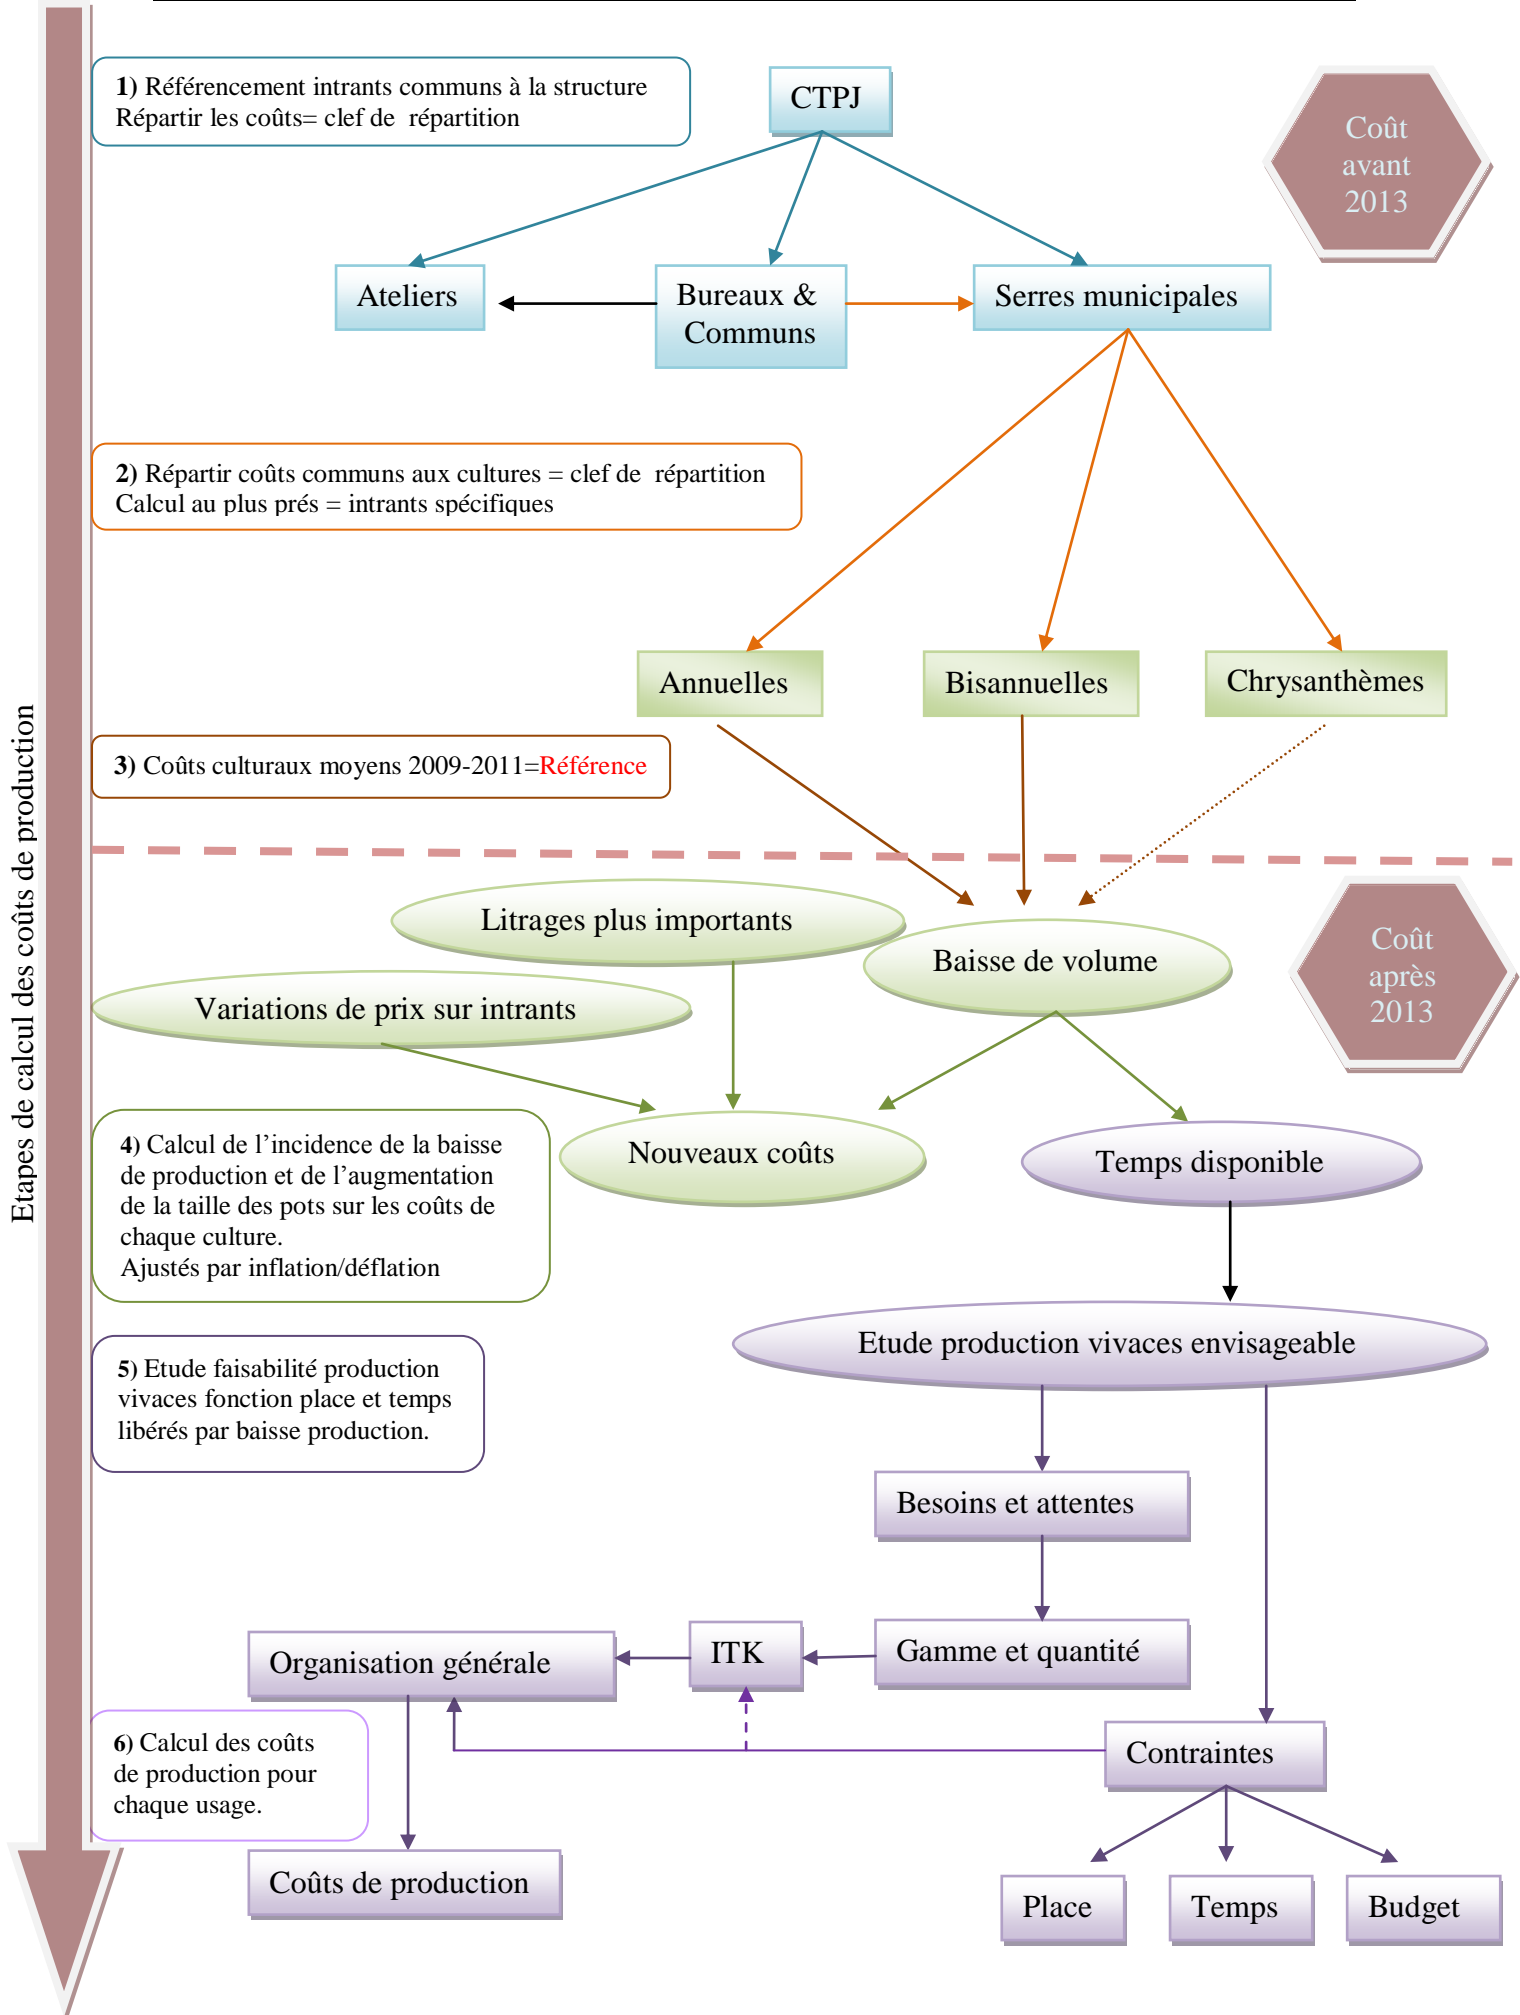 1) Référencement intrants communs à la structure
Répartir les coûts= clef de répartition
CTPJ
Coût
avant
2013
Ateliers
Bureaux &
Communs
Serres municipales
2) Répartir coûts communs aux cultures = clef de répartition
Calcul au plus prés = intrants spécifiques
Annuelles
Bisannuelles
Chrysanthèmes
3) Coûts culturaux moyens 2009-2011=Référence
Etapes de calcul des coûts de production
Litrages plus importants
Baisse de volume
Coût
après
2013
Variations de prix sur intrants
4) Calcul de l’incidence de la baisse
de production et de l’augmentation
de la taille des pots sur les coûts de
chaque culture.
Ajustés par inflation/déflation
Nouveaux coûts
Temps disponible
Etude production vivaces envisageable
5) Etude faisabilité production
vivaces fonction place et temps
libérés par baisse production.
Besoins et attentes
Organisation générale
ITK
Gamme et quantité
6) Calcul des coûts
de production pour
chaque usage.
Contraintes
Coûts de production
Place
Temps
Budget